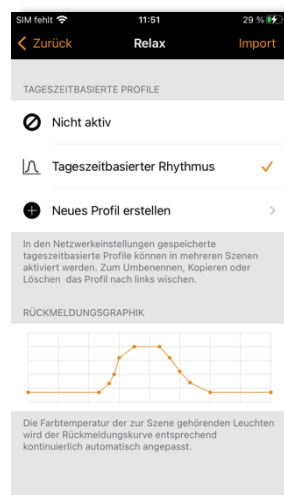 SIM fehlt 11:51 29 %
Zurück Relax Import
TAGESZEITBASIERTE PROFILE
Nicht aktiv
Tageszeitbasierter Rhythmus
Neues Profil erstellen
In den Netzwerkeinstellungen gespeicherte
tageszeitbasierte Profile können in mehreren Szenen
aktiviert werden. Zum Umbenennen, Kopieren oder
Löschen das Profil nach links wischen.
RÜCKMELDUNGSGRAPHIK
Die Farbtemperatur der zur Szene gehörenden Leuchten
wird der Rückmeldungskurve entsprechend
kontinuierlich automatisch angepasst.